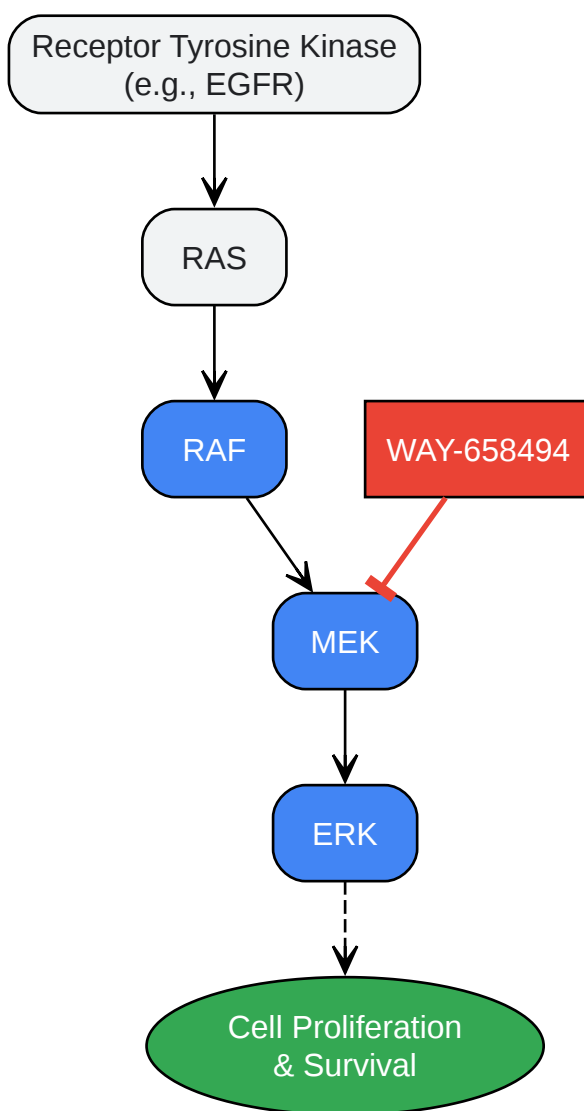 Receptor Tyrosine Kinase
(e.g., EGFR)
RAS
RAF
WAY-658494
MEK
ERK
Cell Proliferation
& Survival